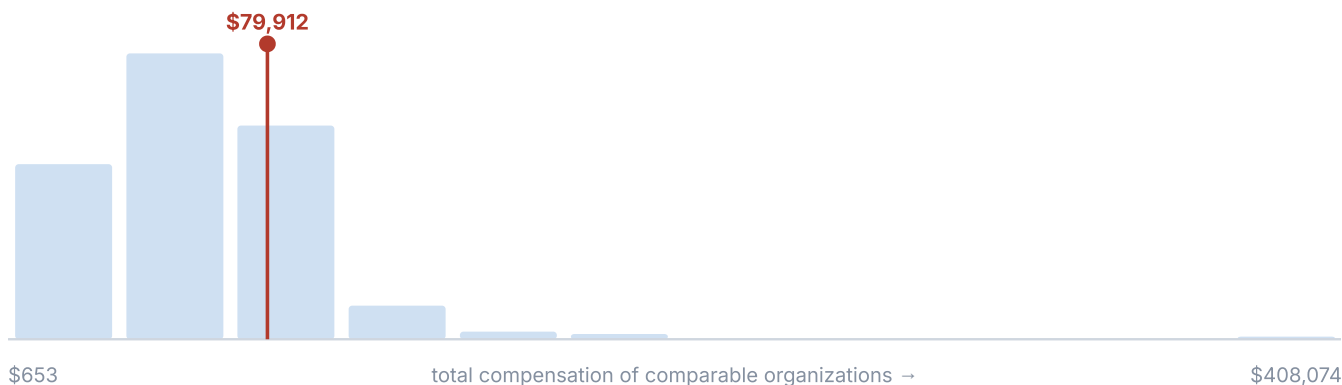 $79,912
$653 total compensation of comparable organizations → $408,074